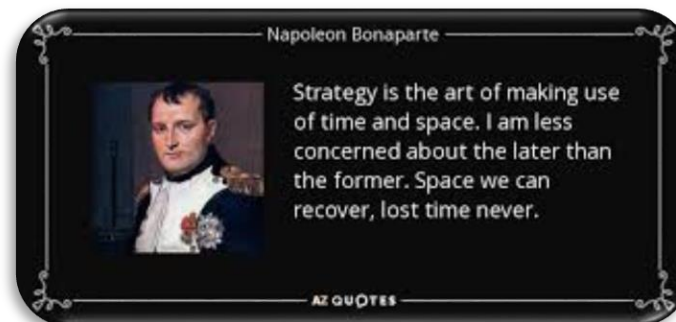 Napoleon Bonaparte
Strategy is the art of making use
of time and space. I am less
concerned about the later than
the former. Space we can
recover, lost time never.
AZ QUOTES